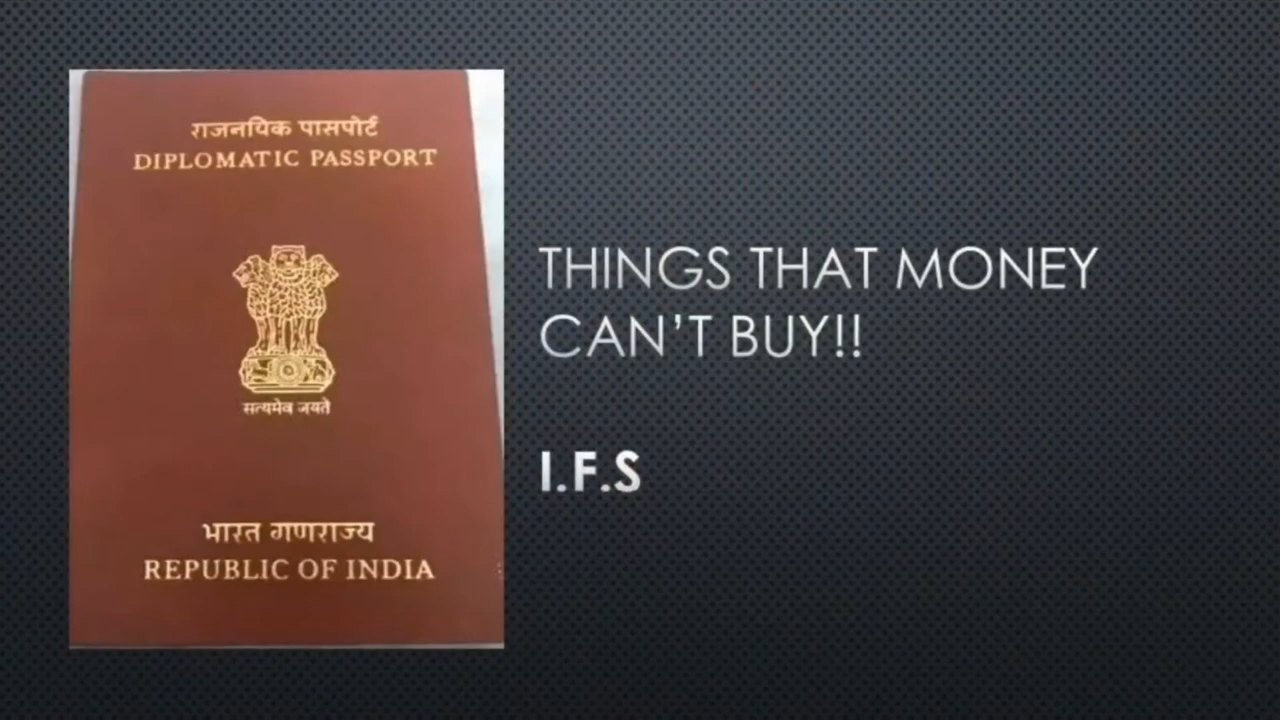 राजनयिक पासपोर्ट
DIPLOMATIC PASSPORT
सत्यमेव जयते
भारत गणराज्य
REPUBLIC OF INDIA
THINGS THAT MONEY
CAN'T BUY!!
I.F.S